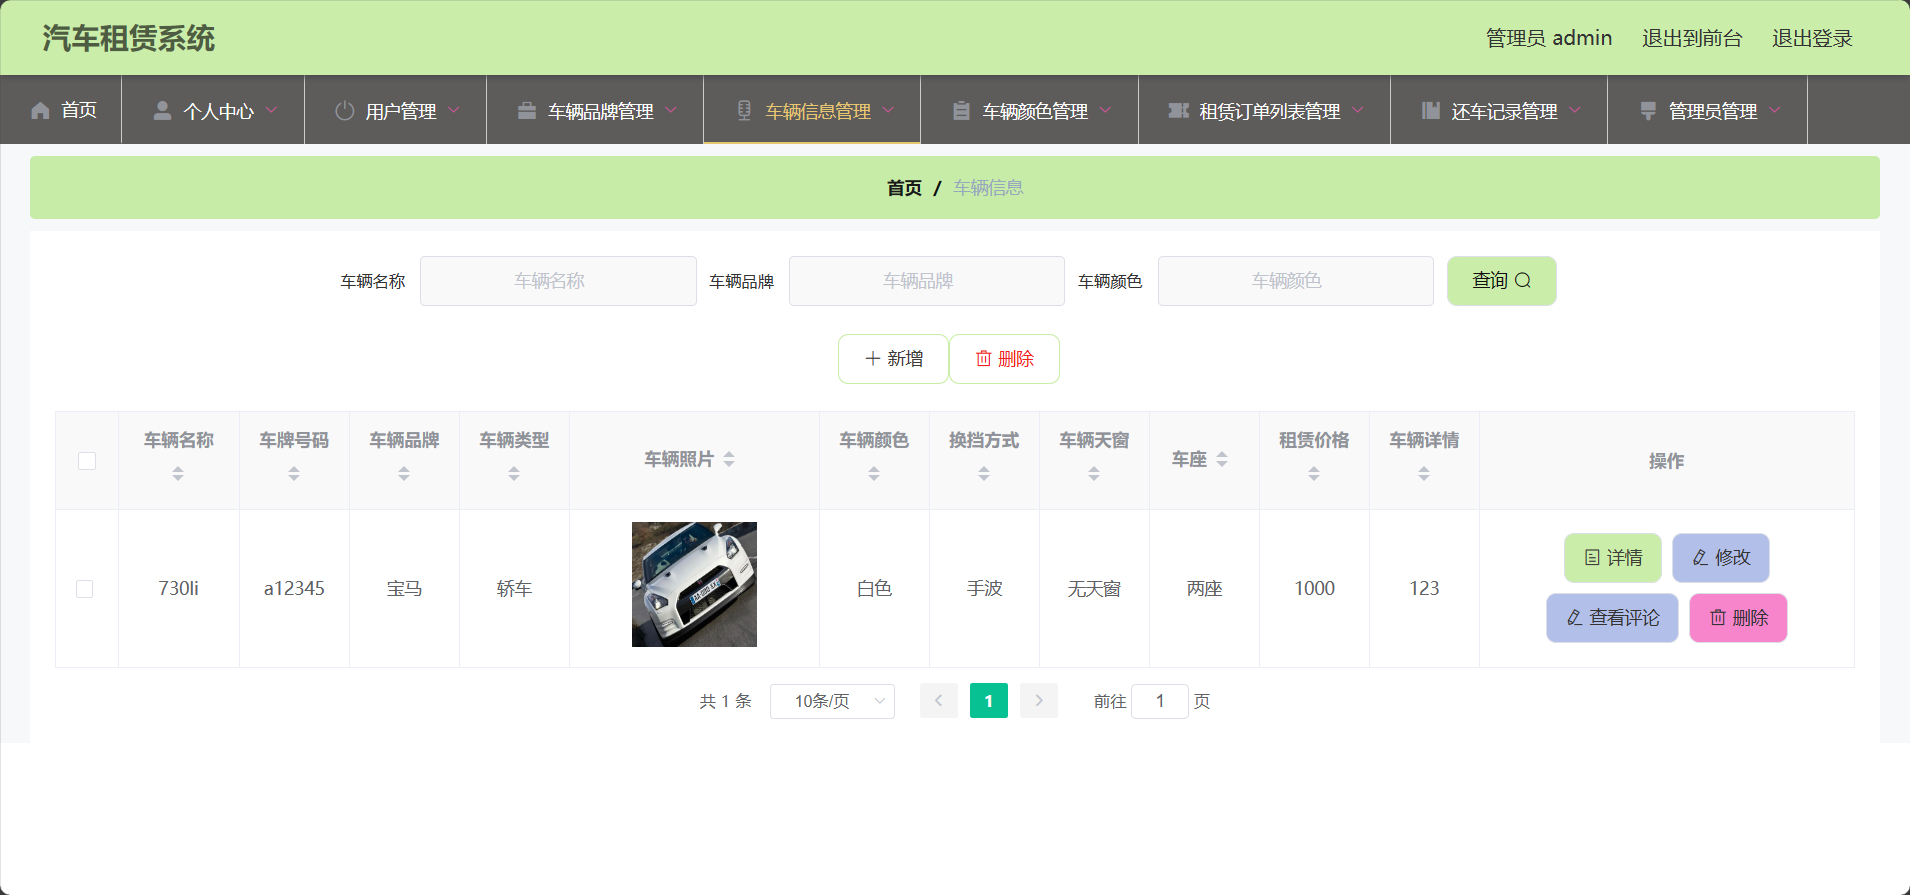 汽车租赁系统
管理员 admin 退出到前台 退出登录
首页 个人中心 用户管理 车辆品牌管理 车辆信息管理 车辆颜色管理 租赁订单列表管理 还车记录管理 管理员管理
首页 / 车辆信息
车辆名称 车辆名称 车辆品牌 车辆品牌 车辆颜色 车辆颜色 查询
新增 删除
车辆名称 车牌号码 车辆品牌 车辆类型 车辆照片 车辆颜色 换挡方式 车辆天窗 车座 租赁价格 车辆详情 操作
730li a12345 宝马 轿车 白色 手波 无天窗 两座 1000 123
详情 修改
查看评论 删除
共 1 条 10条/页 1 前往 1 页